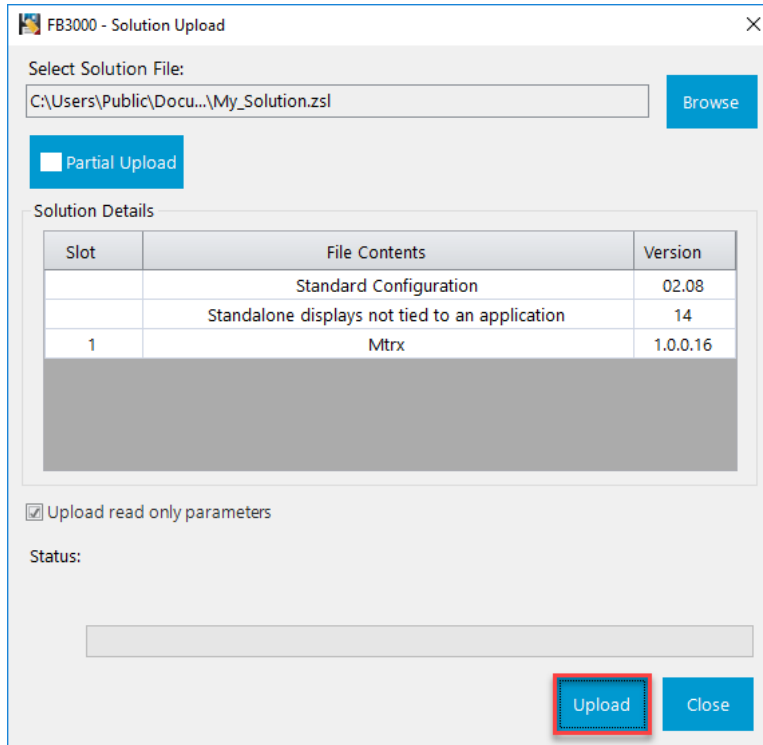 FB3000 - Solution Upload
Select Solution File:
C:\Users\Public\Docu...\My_Solution.zsl
Browse
Partial Upload
Solution Details
Slot File Contents Version
Standard Configuration 02.08
Standalone displays not tied to an application 14
1 Mtrx 1.0.0.16
Upload read only parameters
Status:
Upload Close